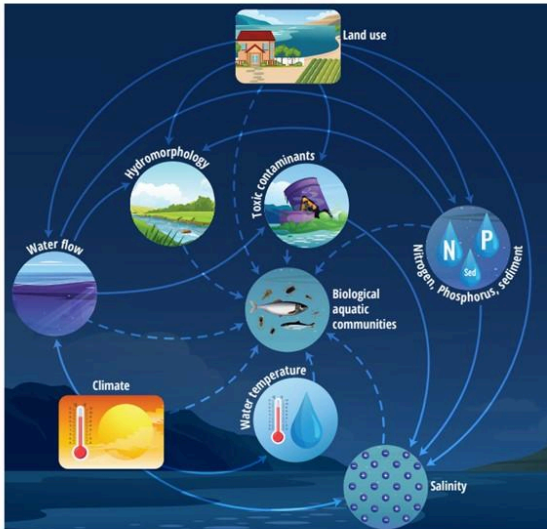 Land use
Hydromorphology
Toxic contaminants
Water flow
N
P
Sed
Nitrogen, Phosphorus, sediment
Biological
aquatic
communities
Climate
Water temperature
Salinity